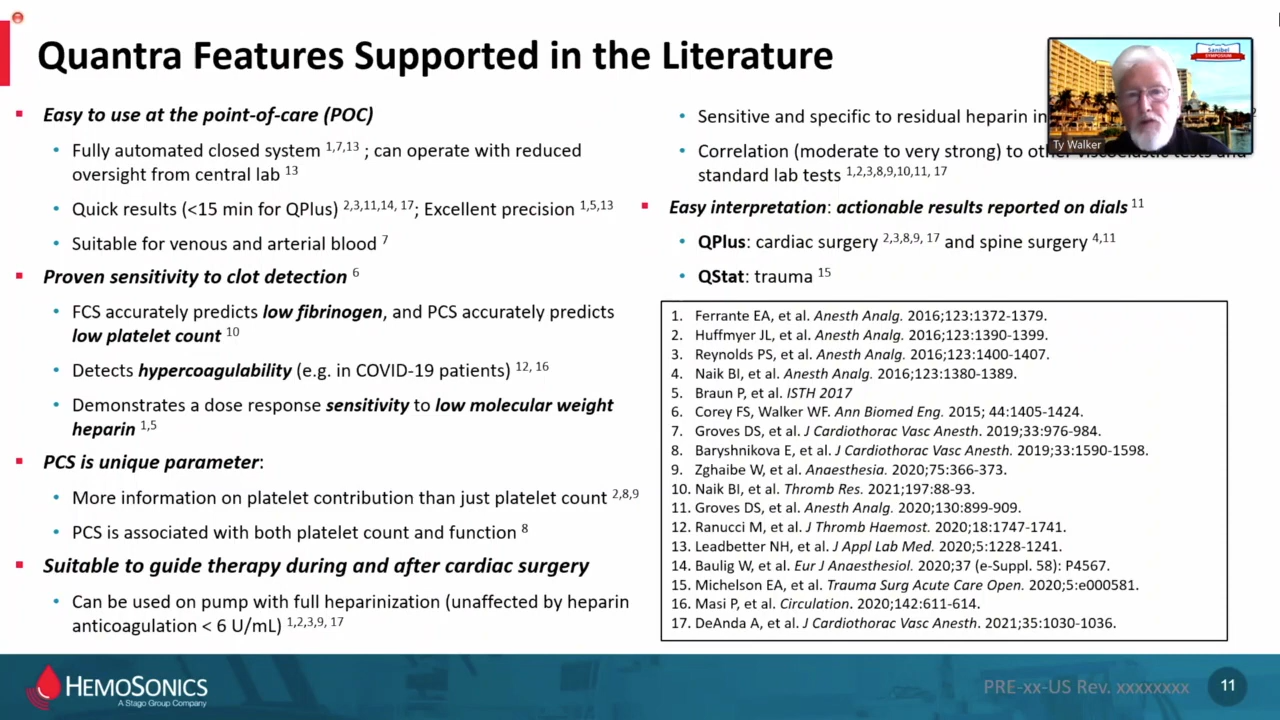 Quantra Features Supported in the Literature
Easy to use at the point-of-care (POC)
Fully automated closed system 1,7,13 ; can operate with reduced
oversight from central lab 13
Quick results (<15 min for QPlus) 2,3,11,14, 17; Excellent precision 1,5,13
Suitable for venous and arterial blood 7
Proven sensitivity to clot detection 6
FCS accurately predicts low fibrinogen, and PCS accurately predicts
low platelet count 10
Detects hypercoagulability (e.g. in COVID-19 patients) 12, 16
Demonstrates a dose response sensitivity to low molecular weight
heparin 1,5
PCS is unique parameter:
More information on platelet contribution than just platelet count 2,8,9
PCS is associated with both platelet count and function 8
Suitable to guide therapy during and after cardiac surgery
Can be used on pump with full heparinization (unaffected by heparin
anticoagulation < 6 U/mL) 1,2,3,9, 17
Sensitive and specific to residual heparin in
Correlation (moderate to very strong) to other viscoelastic tests and
standard lab tests 1,2,3,8,9,10,11, 17
Easy interpretation: actionable results reported on dials 11
QPlus: cardiac surgery 2,3,8,9, 17 and spine surgery 4,11
QStat: trauma 15
1. Ferrante EA, et al. Anesth Analg. 2016;123:1372-1379.
2. Huffmyer JL, et al. Anesth Analg. 2016;123:1390-1399.
3. Reynolds PS, et al. Anesth Analg. 2016;123:1400-1407.
4. Naik BI, et al. Anesth Analg. 2016;123:1380-1389.
5. Braun P, et al. ISTH 2017
6. Corey FS, Walker WF. Ann Biomed Eng. 2015; 44:1405-1424.
7. Groves DS, et al. J Cardiothorac Vasc Anesth. 2019;33:976-984.
8. Baryshnikova E, et al. J Cardiothorac Vasc Anesth. 2019;33:1590-1598.
9. Zghaibe W, et al. Anaesthesia. 2020;75:366-373.
10. Naik BI, et al. Thromb Res. 2021;197:88-93.
11. Groves DS, et al. Anesth Analg. 2020;130:899-909.
12. Ranucci M, et al. J Thromb Haemost. 2020;18:1747-1741.
13. Leadbetter NH, et al. J Appl Lab Med. 2020;5:1228-1241.
14. Baulig W, et al. Eur J Anaesthesiol. 2020;37 (e-Suppl. 58): P4567.
15. Michelson EA, et al. Trauma Surg Acute Care Open. 2020;5:e000581.
16. Masi P, et al. Circulation. 2020;142:611-614.
17. DeAnda A, et al. J Cardiothorac Vasc Anesth. 2021;35:1030-1036.
Sanibel
SYMPOSIUM
Ty Walker
HEMOSONICS
A Stago Group Company
PRE-xx-US Rev. xxxxxxxx
11